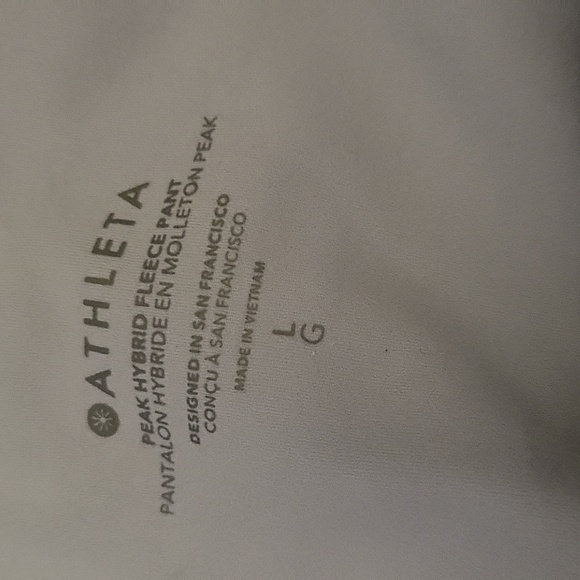 ATHLETA
PEAK HYBRID FLEECE PANT
PANTALON HYBRIDE EN MOLLETON PEAK
DESIGNED IN SAN FRANCISCO
CONÇU À SAN FRANCISCO
MADE IN VIETNAM
L
G